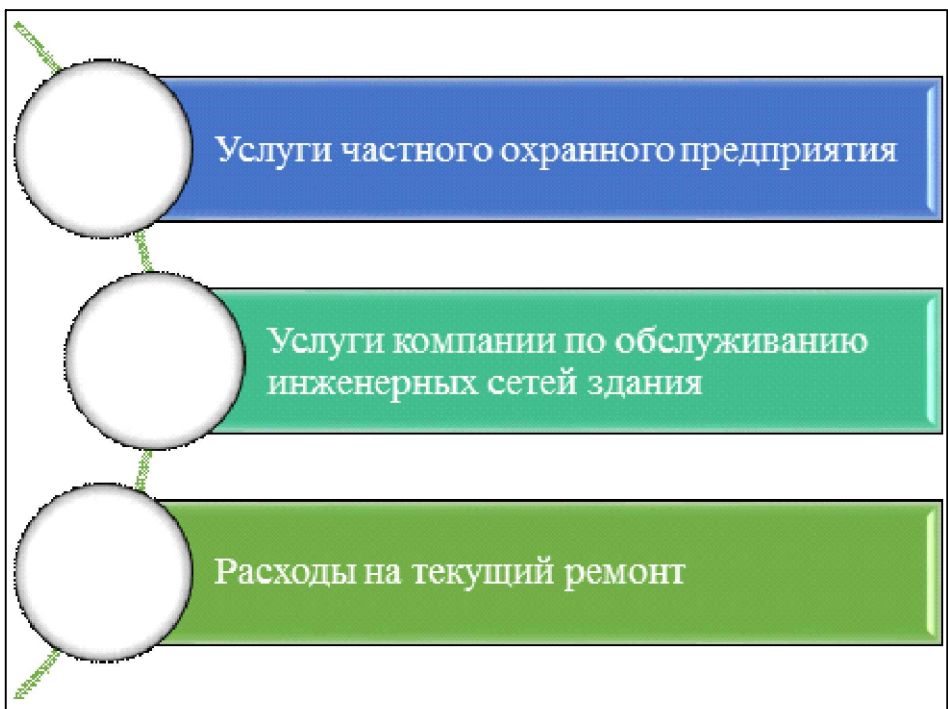 Услуги частного охранного предприятия
Услуги компании по обслуживанию
инженерных сетей здания
Расходы на текущий ремонт